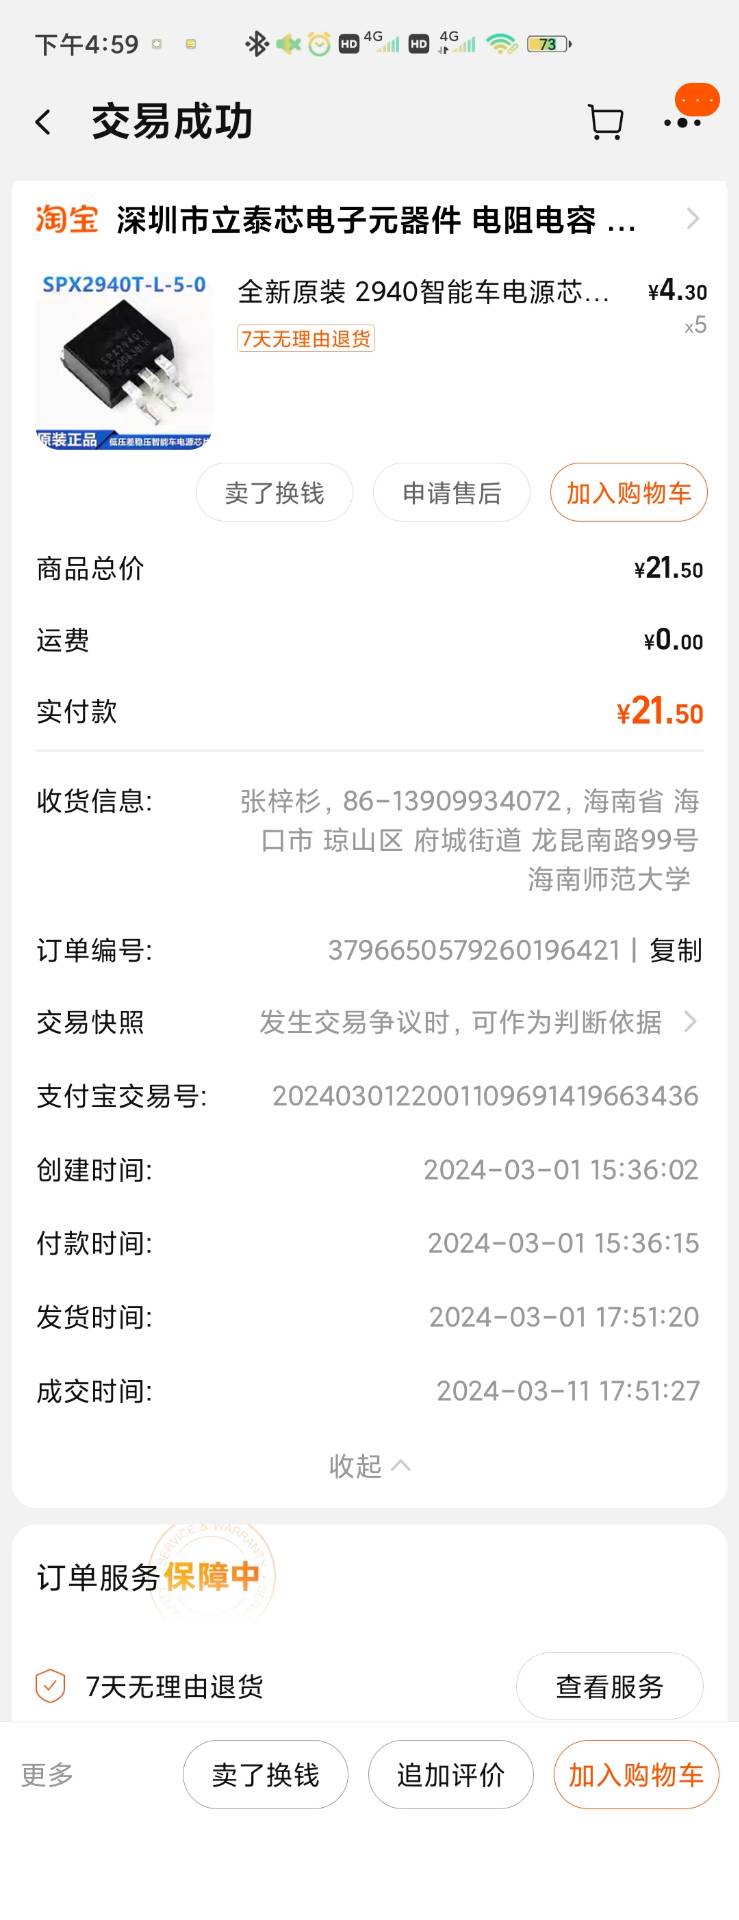 下午4:59 HD 4G HD 4G 73
交易成功
淘宝 深圳市立泰芯电子元器件 电阻电容 ...
SPX2940T-L-5-0
全新原装 2940智能车电源芯... ¥4.30
7天无理由退货 x5
原装正品 低压差稳压智能车电源芯片
卖了换钱 申请售后 加入购物车
商品总价 ¥21.50
运费 ¥0.00
实付款 ¥21.50
收货信息: 张梓杉, 86-13909934072, 海南省 海
口市 琼山区 府城街道 龙昆南路99号
海南师范大学
订单编号: 3796650579260196421 | 复制
交易快照 发生交易争议时, 可作为判断依据
支付宝交易号: 2024030122001109691419663436
创建时间: 2024-03-01 15:36:02
付款时间: 2024-03-01 15:36:15
发货时间: 2024-03-01 17:51:20
成交时间: 2024-03-11 17:51:27
收起
SERVICE & WARRANTY
订单服务保障中
7天无理由退货 查看服务
更多 卖了换钱 追加评价 加入购物车